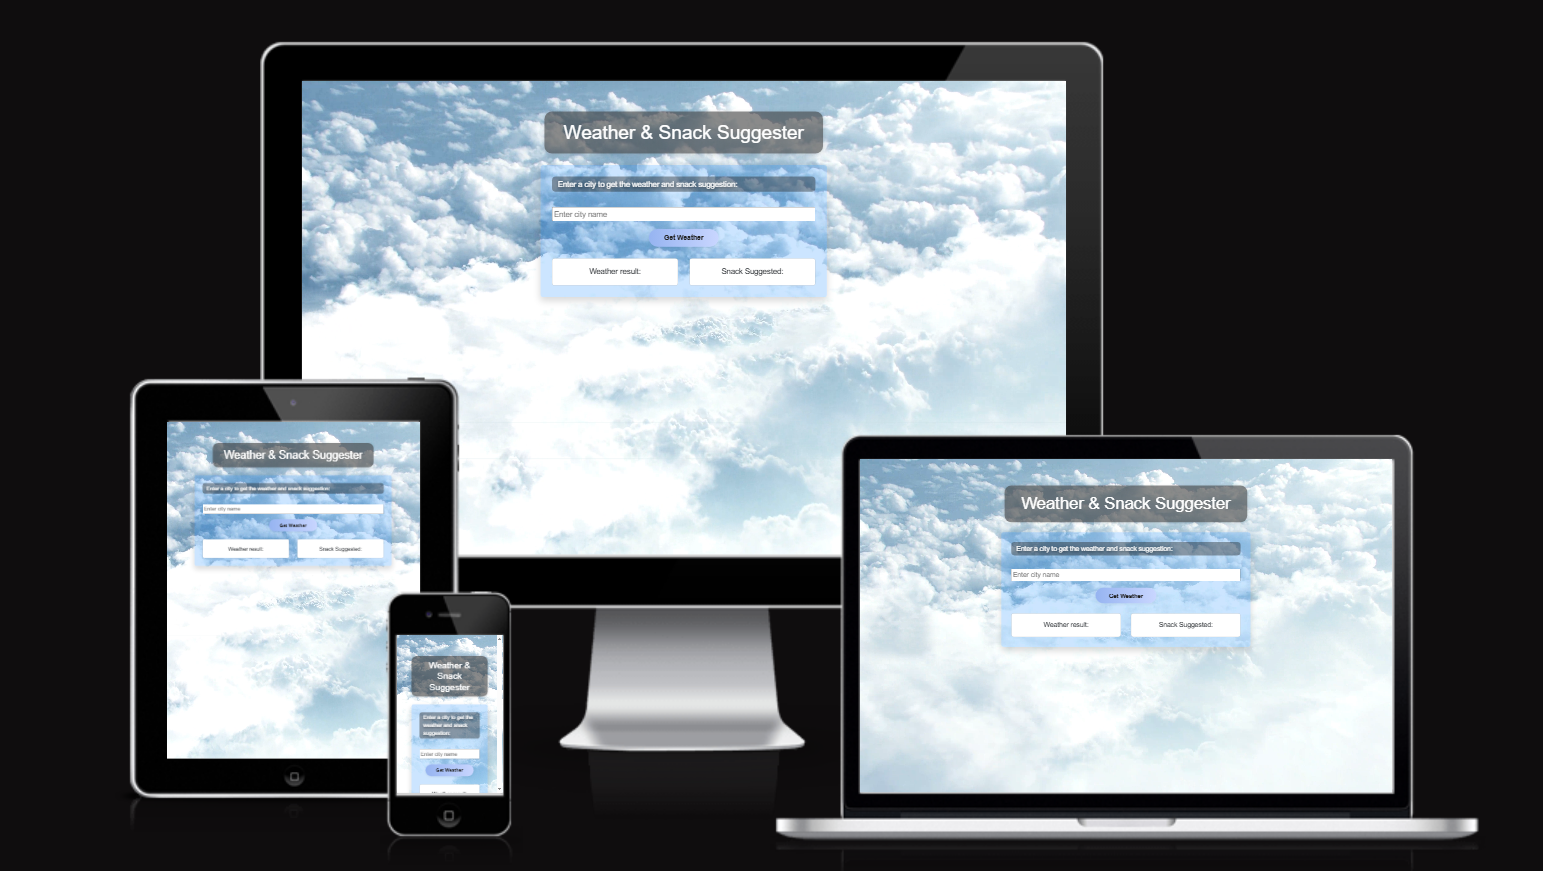 Weather & Snack Suggester
Enter a city to get the weather and snack suggestion:
Enter city name
Get Weather
Weather result:
Snack Suggested:
Weather & Snack Suggester
Enter a city to get the weather and snack suggestion:
Enter city name
Get Weather
Weather result:
Snack Suggested:
Weather &
Snack
Suggester
Enter a city to get the
weather and snack
suggestion:
Enter city name
Get Weather
Weather & Snack Suggester
Enter a city to get the weather and snack suggestion:
Enter city name
Get Weather
Weather result:
Snack Suggested: